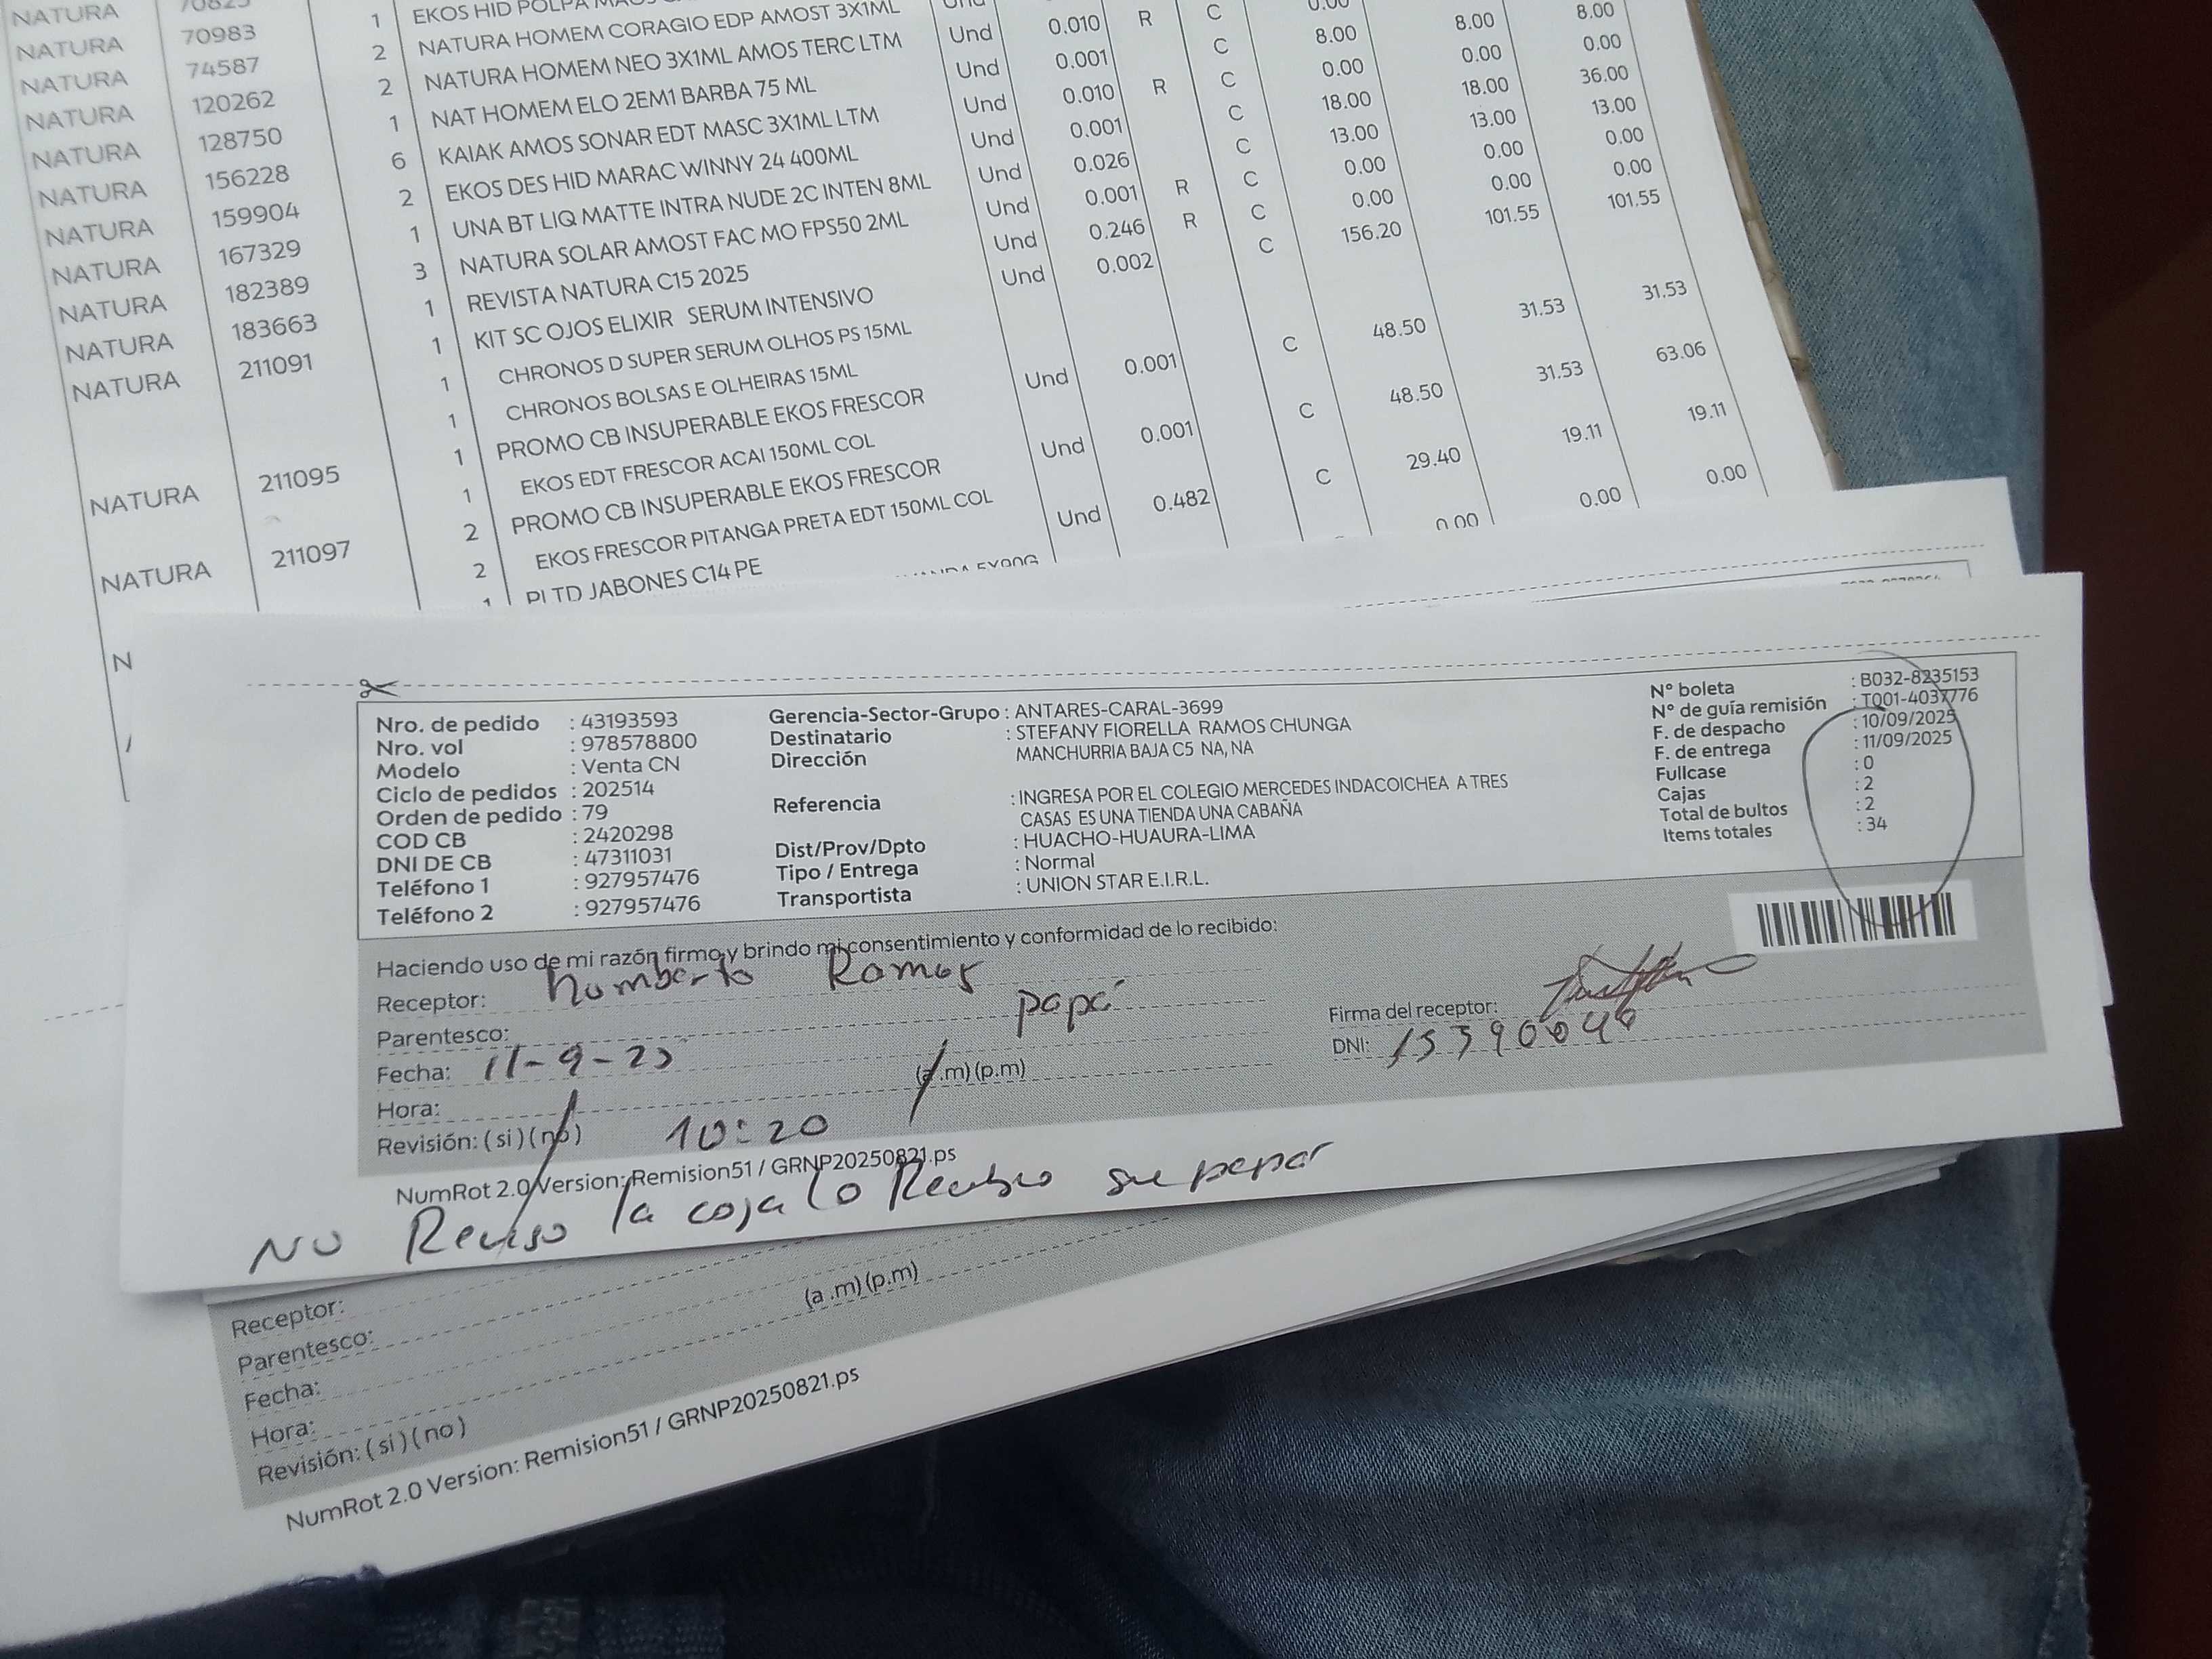 NATURA 70825 1 EKOS HID POLPA Und
NATURA 70983 2 NATURA HOMEM CORAGIO EDP AMOST 3X1ML Und 0.010 R C 0.00 8.00 8.00
NATURA 74587 2 NATURA HOMEM NEO 3X1ML AMOS TERC LTM Und 0.001 C 8.00 0.00 0.00
NATURA 120262 1 NAT HOMEM ELO 2EM1 BARBA 75 ML Und 0.010 R C 0.00 18.00 36.00
NATURA 128750 6 KAIAK AMOS SONAR EDT MASC 3X1ML LTM Und 0.001 C 18.00 13.00 13.00
NATURA 156228 2 EKOS DES HID MARAC WINNY 24 400ML Und 0.026 C 13.00 0.00 0.00
NATURA 159904 1 UNA BT LIQ MATTE INTRA NUDE 2C INTEN 8ML Und 0.001 R C 0.00 0.00 0.00
NATURA 167329 3 NATURA SOLAR AMOST FAC MO FPS50 2ML Und 0.246 R C 0.00 101.55 101.55
NATURA 182389 1 REVISTA NATURA C15 2025 Und 0.002 C 156.20
NATURA 183663 1 KIT SC OJOS ELIXIR SERUM INTENSIVO
NATURA 211091 1 CHRONOS D SUPER SERUM OLHOS PS 15ML
1 CHRONOS BOLSAS E OLHEIRAS 15ML Und 0.001 C 48.50 31.53 31.53
1 PROMO CB INSUPERABLE EKOS FRESCOR
NATURA 211095 1 EKOS EDT FRESCOR ACAI 150ML COL Und 0.001 C 48.50 31.53 63.06
2 PROMO CB INSUPERABLE EKOS FRESCOR
NATURA 211097 2 EKOS FRESCOR PITANGA PRETA EDT 150ML COL Und 0.482 C 29.40 19.11 19.11
1 PI TD JABONES C14 PE 0.00 0.00 0.00
N
Nro. de pedido : 43193593
Nro. vol : 978578800
Modelo : Venta CN
Ciclo de pedidos : 202514
Orden de pedido : 79
COD CB : 2420298
DNI DE CB : 47311031
Teléfono 1 : 927957476
Teléfono 2 : 927957476
Gerencia-Sector-Grupo : ANTARES-CARAL-3699
Destinatario : STEFANY FIORELLA RAMOS CHUNGA
Dirección MANCHURRIA BAJA C5 NA, NA
Referencia : INGRESA POR EL COLEGIO MERCEDES INDACOICHEA A TRES
CASAS ES UNA TIENDA UNA CABAÑA
Dist/Prov/Dpto : HUACHO-HUAURA-LIMA
Tipo / Entrega : Normal
Transportista : UNION STAR E.I.R.L.
N° boleta : B032-8235153
N° de guía remisión : T001-4037776
F. de despacho : 10/09/2025
F. de entrega : 11/09/2025
Fullcase : 0
Cajas : 2
Total de bultos : 2
Items totales : 34
Haciendo uso de mi razón firmo y brindo mi consentimiento y conformidad de lo recibido:
Receptor: Humberto Ramos
Parentesco: papá
Fecha: 11-9-25
Hora: (a .m) (p.m)
Revisión: ( si ) ( no ) 10:20
Firma del receptor:
DNI: 15390040
NumRot 2.0 Version: Remision51 / GRNP20250821.ps
NO Reviso la caja lo Recibio su papa
Receptor:
Parentesco:
Fecha:
Hora: (a .m) (p.m)
Revisión: ( si ) ( no )
NumRot 2.0 Version: Remision51 / GRNP20250821.ps